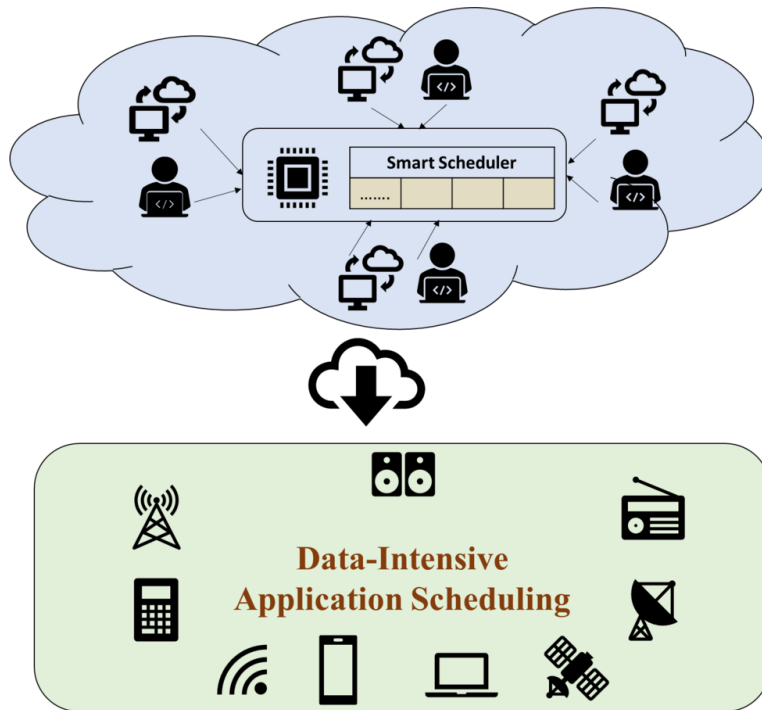 Smart Scheduler
.......
</>
</>
</>
</>
Data-Intensive
Application Scheduling